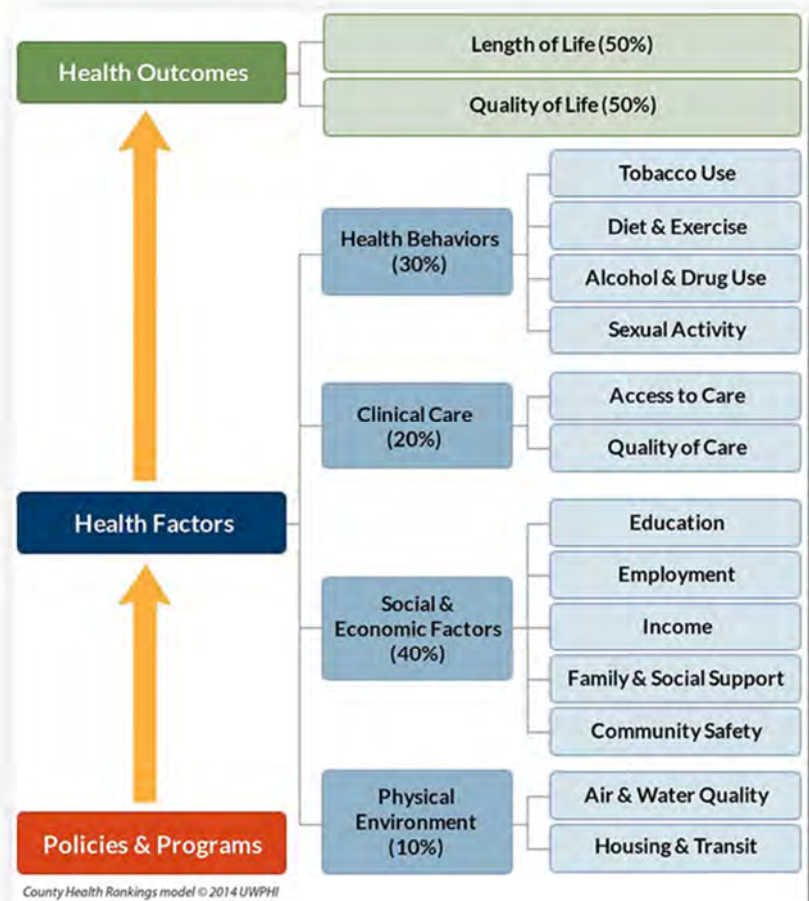 Health Outcomes
Length of Life (50%)
Quality of Life (50%)
Health Behaviors
(30%)
Tobacco Use
Diet & Exercise
Alcohol & Drug Use
Sexual Activity
Clinical Care
(20%)
Access to Care
Quality of Care
Health Factors
Social &
Economic Factors
(40%)
Education
Employment
Income
Family & Social Support
Community Safety
Physical
Environment
(10%)
Air & Water Quality
Housing & Transit
Policies & Programs
County Health Rankings model © 2014 UWPHI